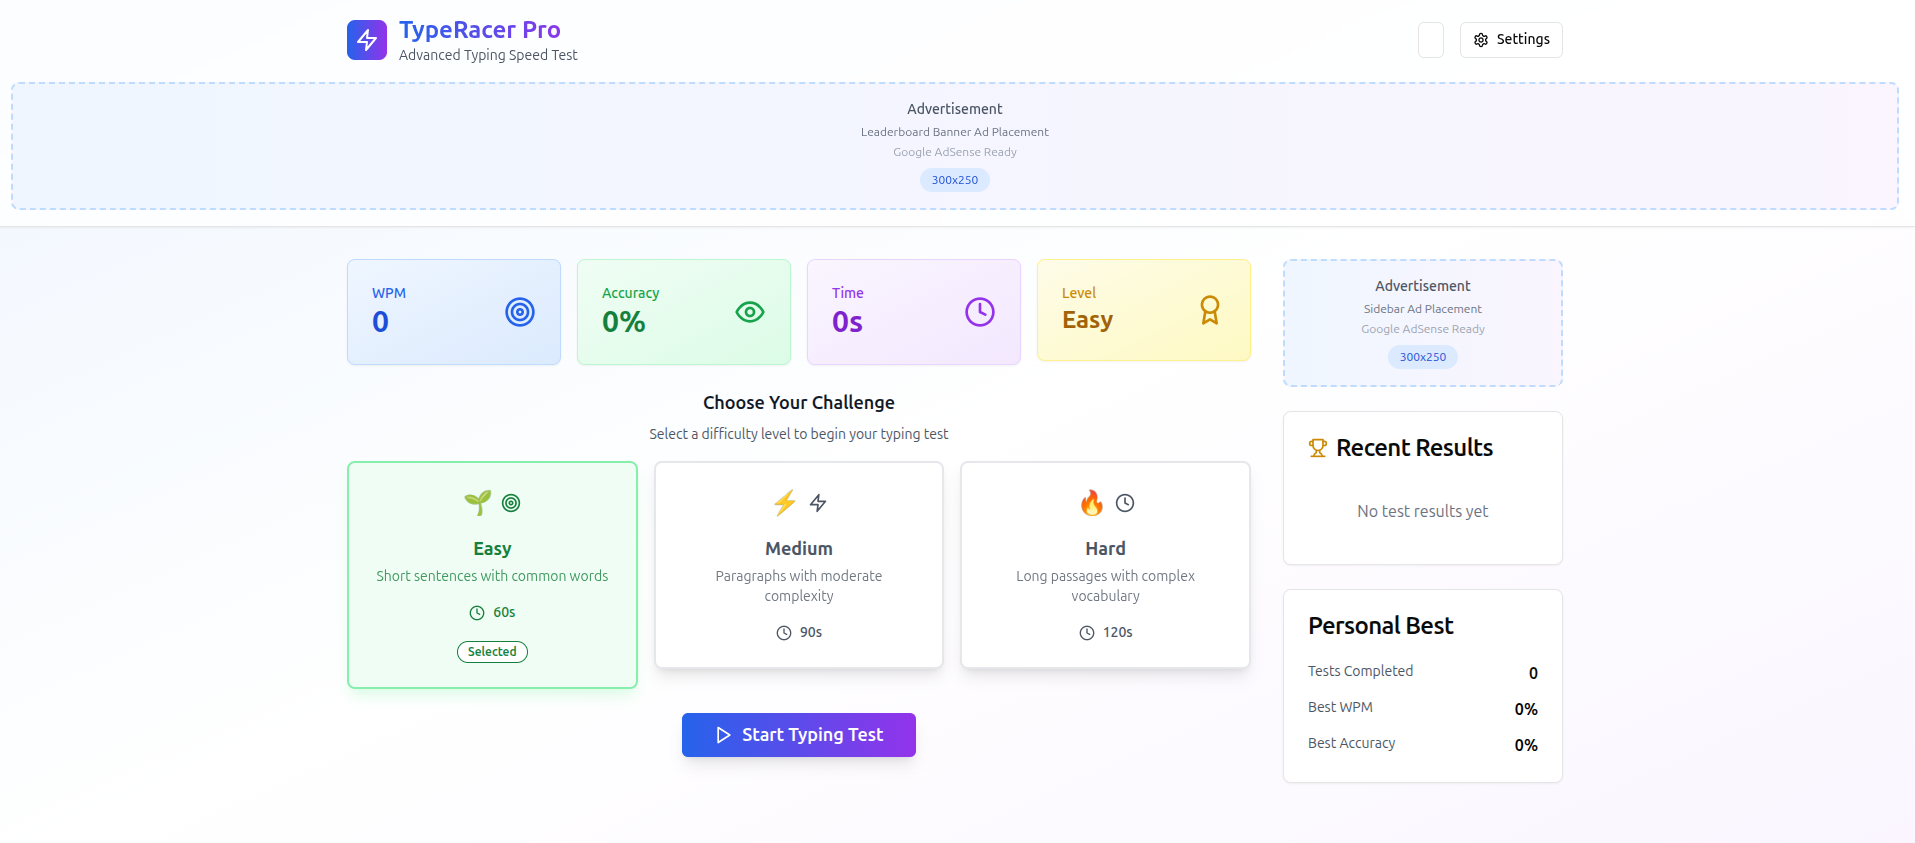 TypeRacer Pro
Advanced Typing Speed Test
Settings
Advertisement
Leaderboard Banner Ad Placement
Google AdSense Ready
300x250
WPM
0
Accuracy
0%
Time
0s
Level
Easy
Choose Your Challenge
Select a difficulty level to begin your typing test
Easy
Short sentences with common words
60s
Selected
Medium
Paragraphs with moderate
complexity
90s
Hard
Long passages with complex
vocabulary
120s
Start Typing Test
Advertisement
Sidebar Ad Placement
Google AdSense Ready
300x250
Recent Results
No test results yet
Personal Best
Tests Completed 0
Best WPM 0%
Best Accuracy 0%